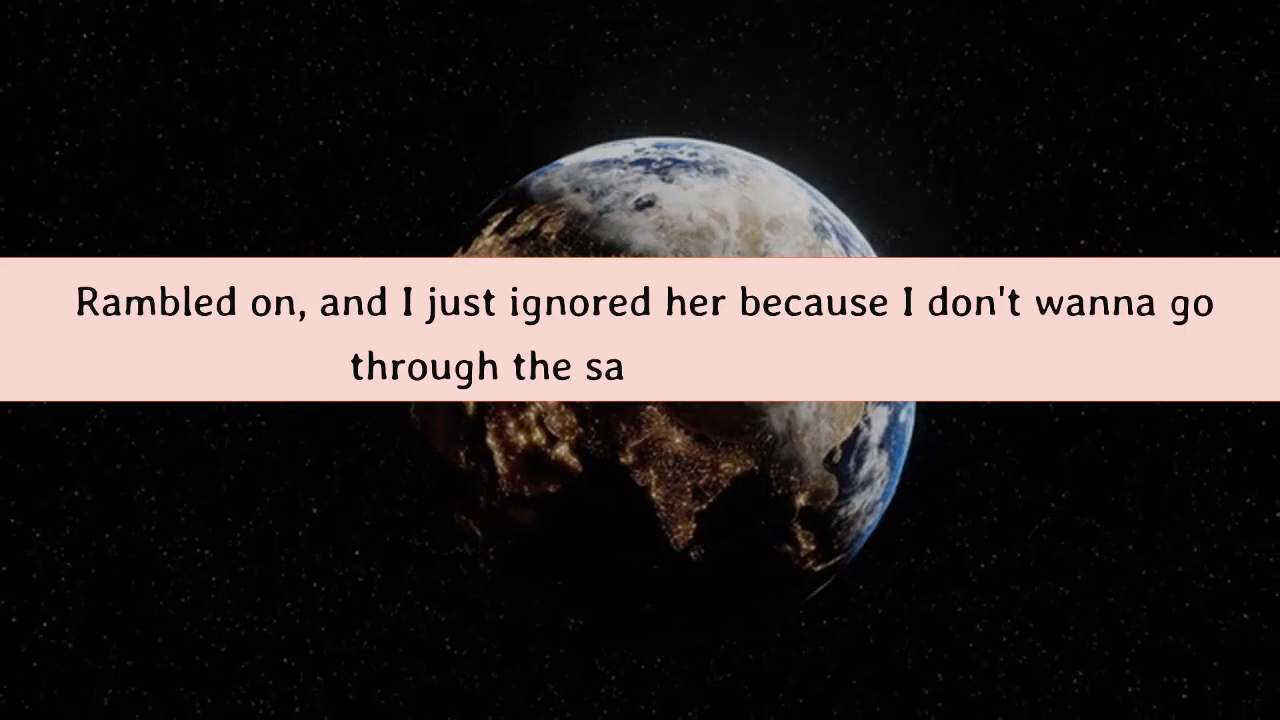 Rambled on, and I just ignored her because I don't wanna go
through the sa